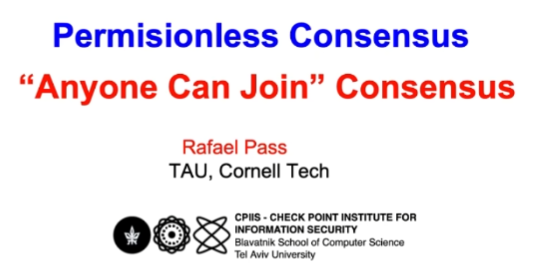 Permisionless Consensus
“Anyone Can Join” Consensus
Rafael Pass
TAU, Cornell Tech
CPIIS - CHECK POINT INSTITUTE FOR
INFORMATION SECURITY
Blavatnik School of Computer Science
Tel Aviv University